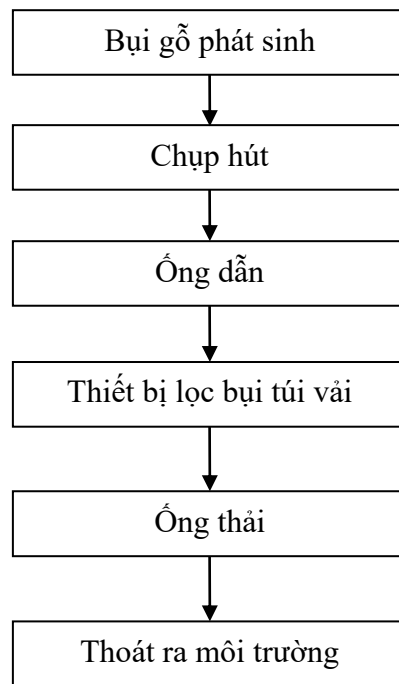 Bụi gỗ phát sinh
Chụp hút
Ống dẫn
Thiết bị lọc bụi túi vải
Ống thải
Thoát ra môi trường